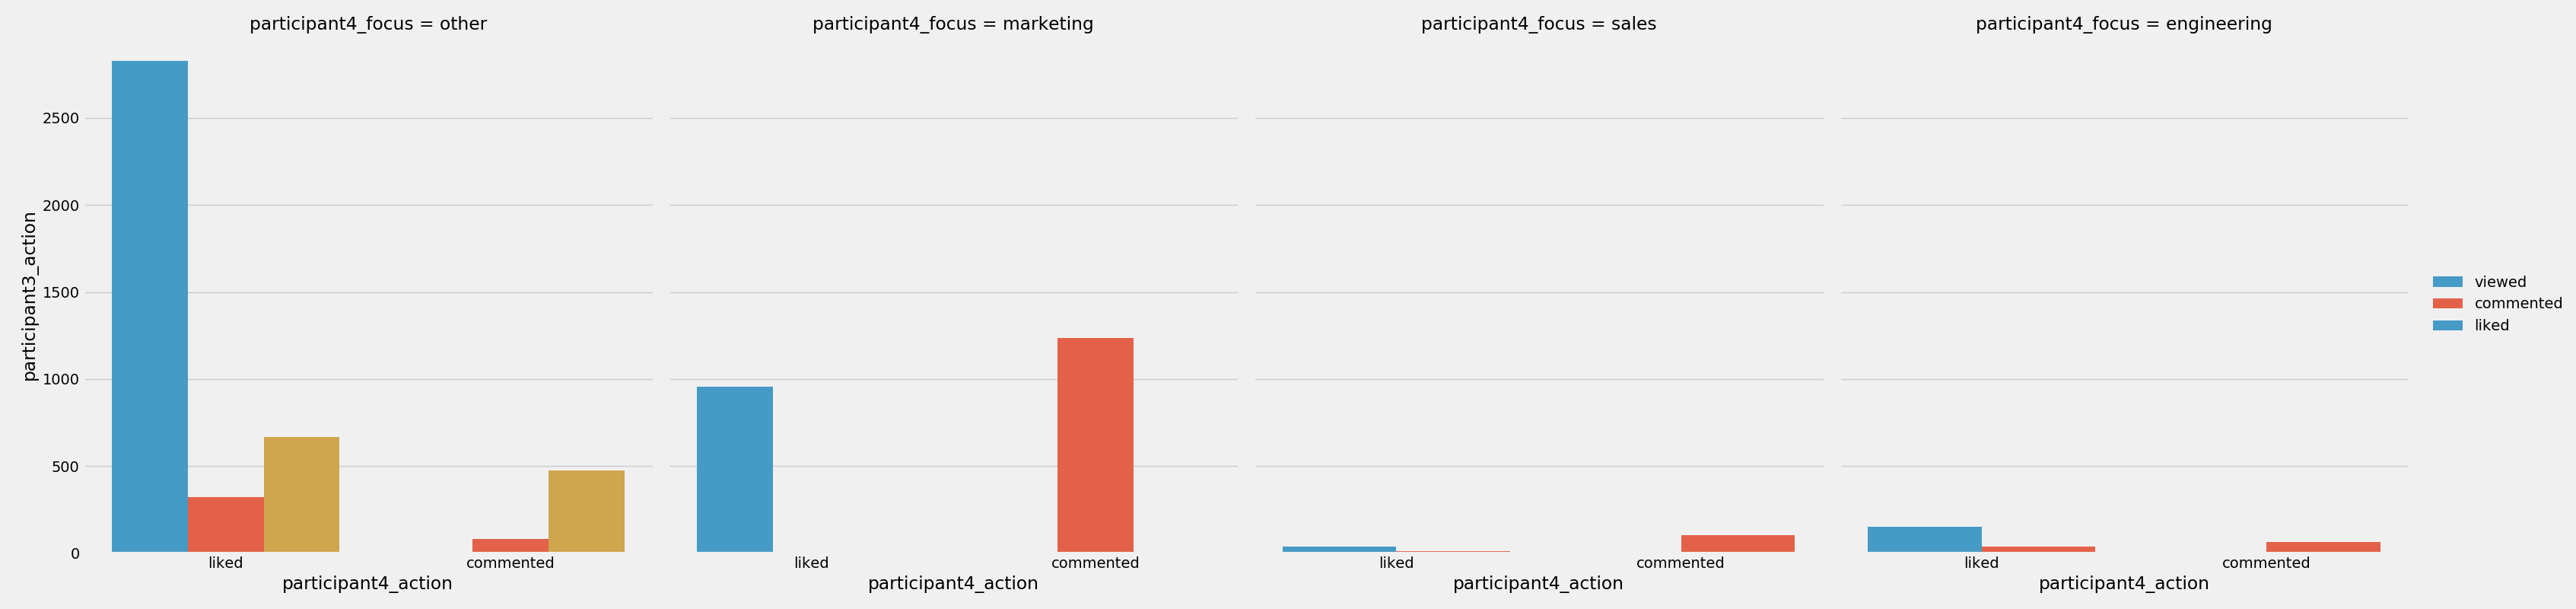 participant4_focus = other
participant4_focus = marketing
participant4_focus = sales
participant4_focus = engineering
participant3_action
2500
2000
1500
1000
500
0
liked commented
liked commented
liked commented
liked commented
participant4_action
participant4_action
participant4_action
participant4_action
viewed
commented
liked